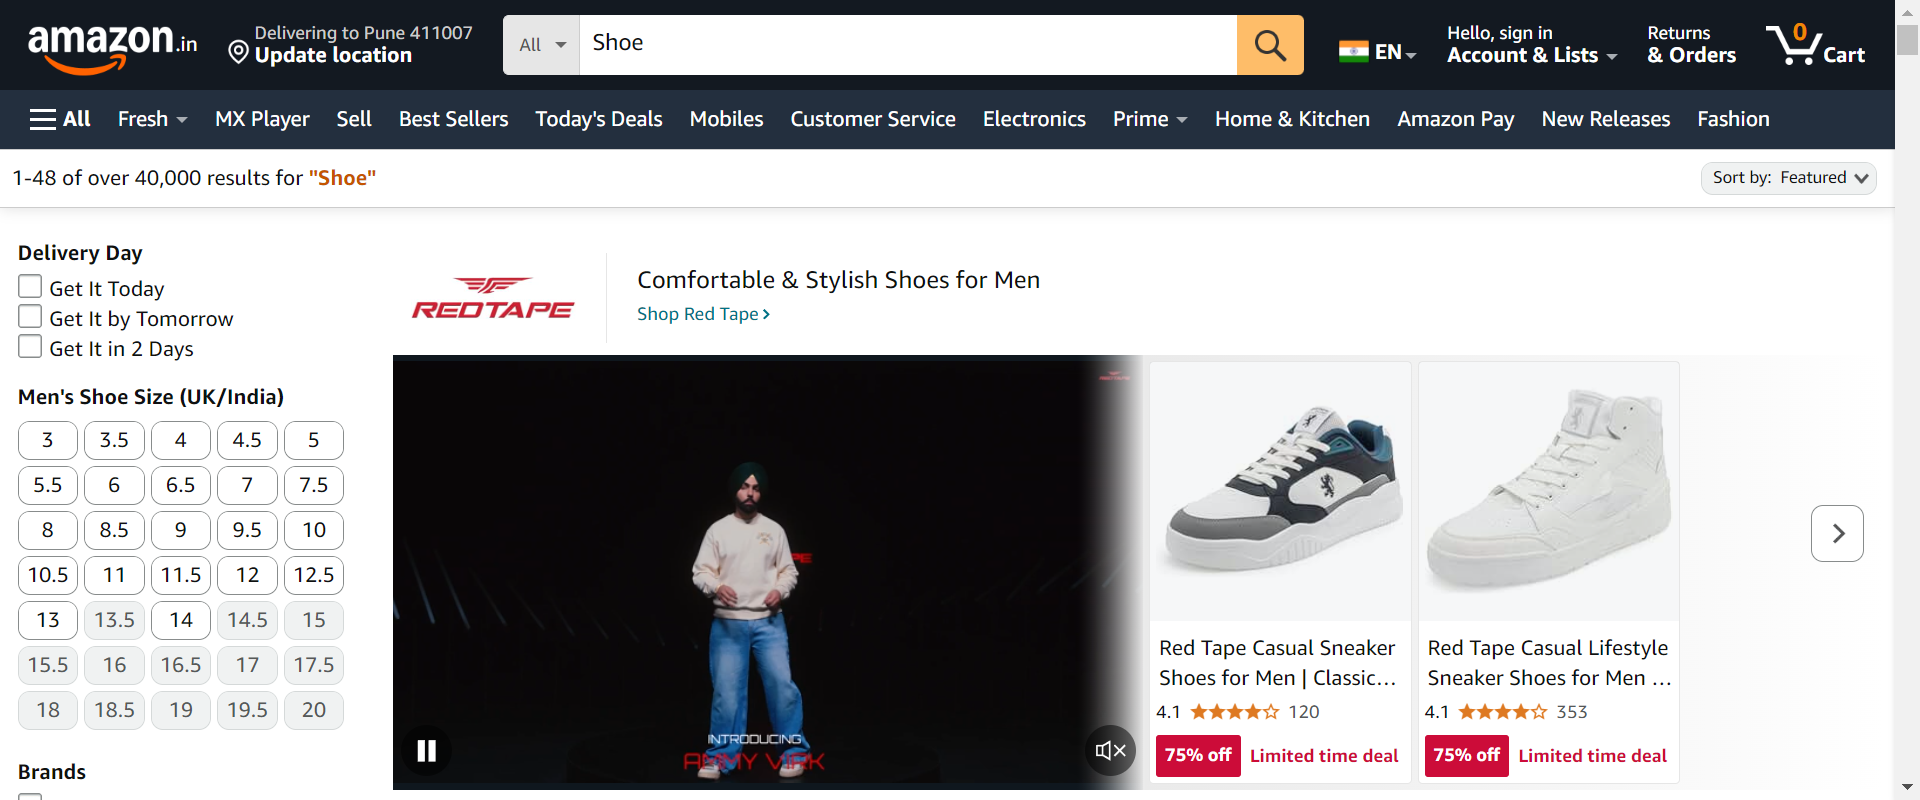 amazon.in
Delivering to Pune 411007
Update location
All
Shoe
EN
Hello, sign in
Account & Lists
Returns
& Orders
0
Cart
All
Fresh
MX Player
Sell
Best Sellers
Today's Deals
Mobiles
Customer Service
Electronics
Prime
Home & Kitchen
Amazon Pay
New Releases
Fashion
1-48 of over 40,000 results for "Shoe"
Sort by: Featured
Delivery Day
Get It Today
Get It by Tomorrow
Get It in 2 Days
Men's Shoe Size (UK/India)
3 3.5 4 4.5 5
5.5 6 6.5 7 7.5
8 8.5 9 9.5 10
10.5 11 11.5 12 12.5
13 13.5 14 14.5 15
15.5 16 16.5 17 17.5
18 18.5 19 19.5 20
Brands
REDTAPE
Comfortable & Stylish Shoes for Men
Shop Red Tape
INTRODUCING
AMMY VIRK
Red Tape Casual Sneaker
Shoes for Men | Classic...
4.1 120
75% off Limited time deal
Red Tape Casual Lifestyle
Sneaker Shoes for Men ...
4.1 353
75% off Limited time deal